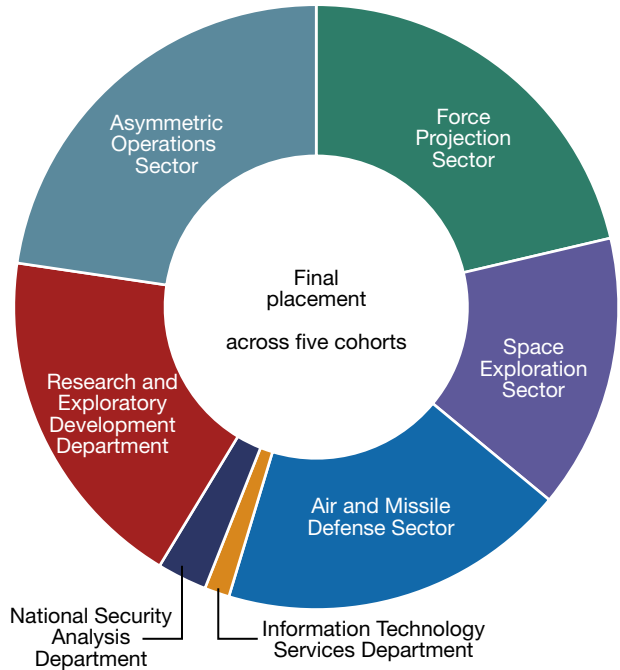 Asymmetric
Operations
Sector
Force
Projection
Sector
Final
placement
across five cohorts
Space
Exploration
Sector
Research and
Exploratory
Development
Department
Air and Missile
Defense Sector
National Security
Analysis
Department
Information Technology
Services Department